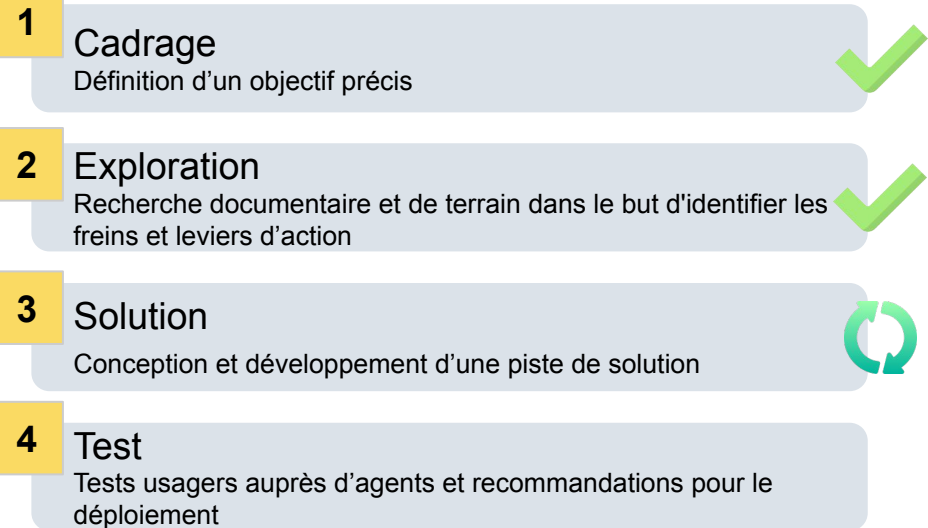 1
Cadrage
Définition d’un objectif précis
2
Exploration
Recherche documentaire et de terrain dans le but d'identifier les
freins et leviers d’action
3
Solution
Conception et développement d’une piste de solution
4
Test
Tests usagers auprès d’agents et recommandations pour le
déploiement